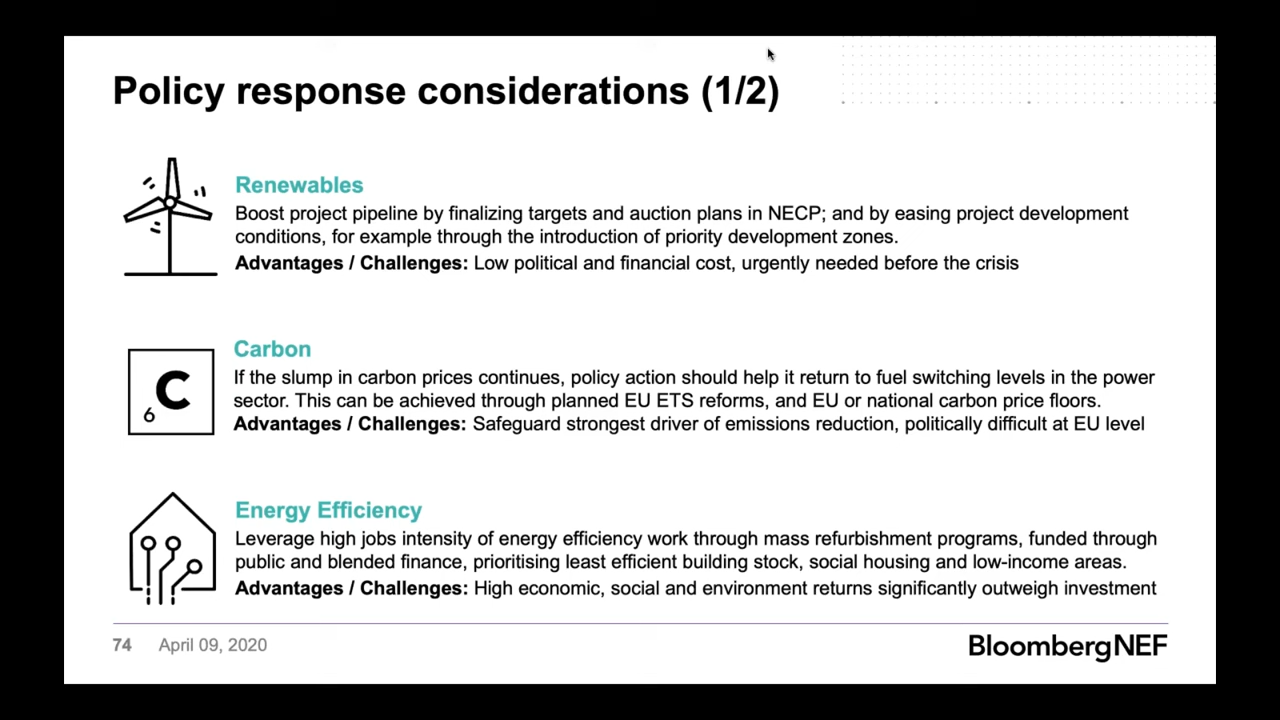 Policy response considerations (1/2)
Renewables
Boost project pipeline by finalizing targets and auction plans in NECP; and by easing project development
conditions, for example through the introduction of priority development zones.
Advantages / Challenges: Low political and financial cost, urgently needed before the crisis
Carbon
If the slump in carbon prices continues, policy action should help it return to fuel switching levels in the power
sector. This can be achieved through planned EU ETS reforms, and EU or national carbon price floors.
Advantages / Challenges: Safeguard strongest driver of emissions reduction, politically difficult at EU level
C
6
Energy Efficiency
Leverage high jobs intensity of energy efficiency work through mass refurbishment programs, funded through
public and blended finance, prioritising least efficient building stock, social housing and low-income areas.
Advantages / Challenges: High economic, social and environment returns significantly outweigh investment
74 April 09, 2020
BloombergNEF